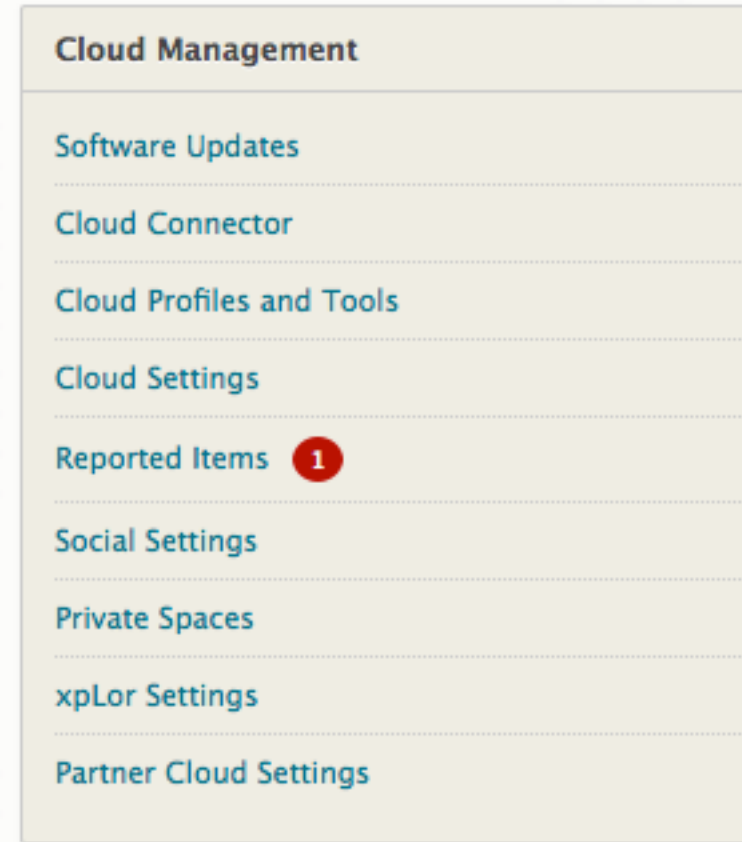 Cloud Management
Software Updates
Cloud Connector
Cloud Profiles and Tools
Cloud Settings
Reported Items 1
Social Settings
Private Spaces
xpLor Settings
Partner Cloud Settings